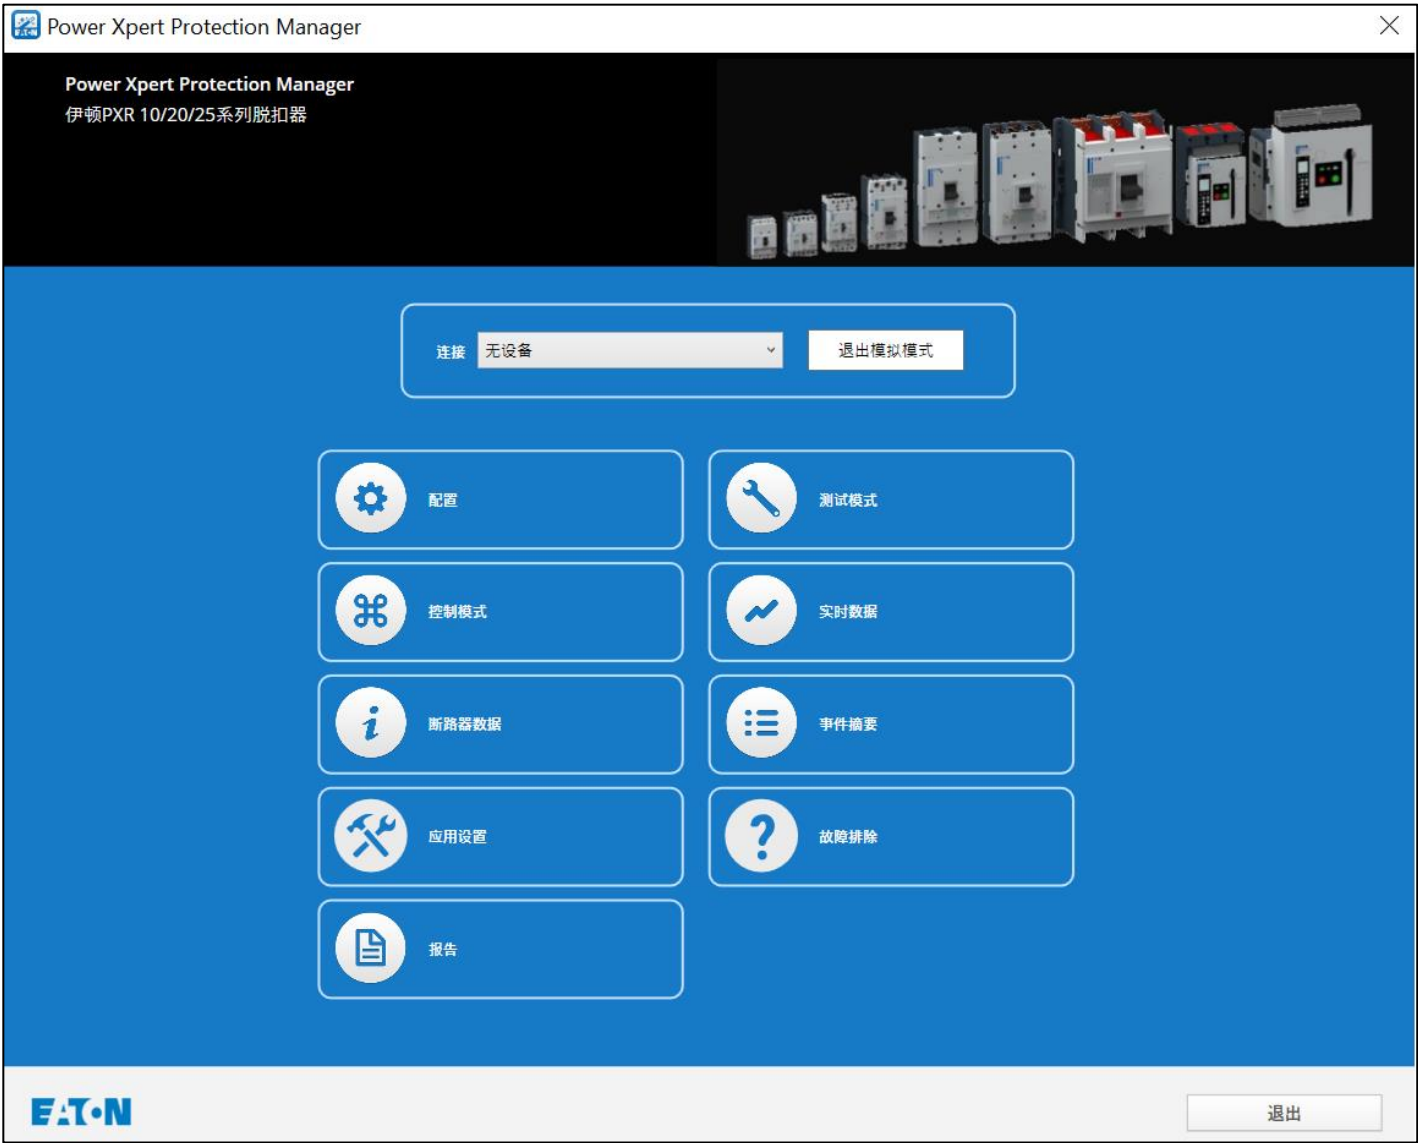 Power Xpert Protection Manager
Power Xpert Protection Manager
伊顿PXR 10/20/25系列脱扣器
连接 无设备 退出模拟模式
配置 测试模式
控制模式 实时数据
断路器数据 事件摘要
应用设置 故障排除
报告
EATON 退出